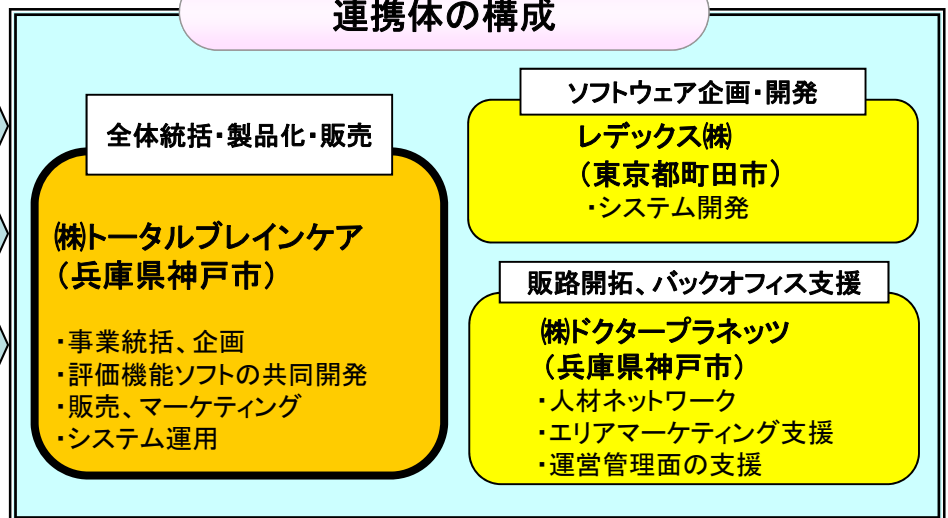 連携体の構成
全体統括・製品化・販売
㈱トータルブレインケア
(兵庫県神戸市)
・事業統括、企画
・評価機能ソフトの共同開発
・販売、マーケティング
・システム運用
ソフトウェア企画・開発
レデックス㈱
(東京都町田市)
・システム開発
販路開拓、バックオフィス支援
㈱ドクタープラネッツ
(兵庫県神戸市)
・人材ネットワーク
・エリアマーケティング支援
・運営管理面の支援